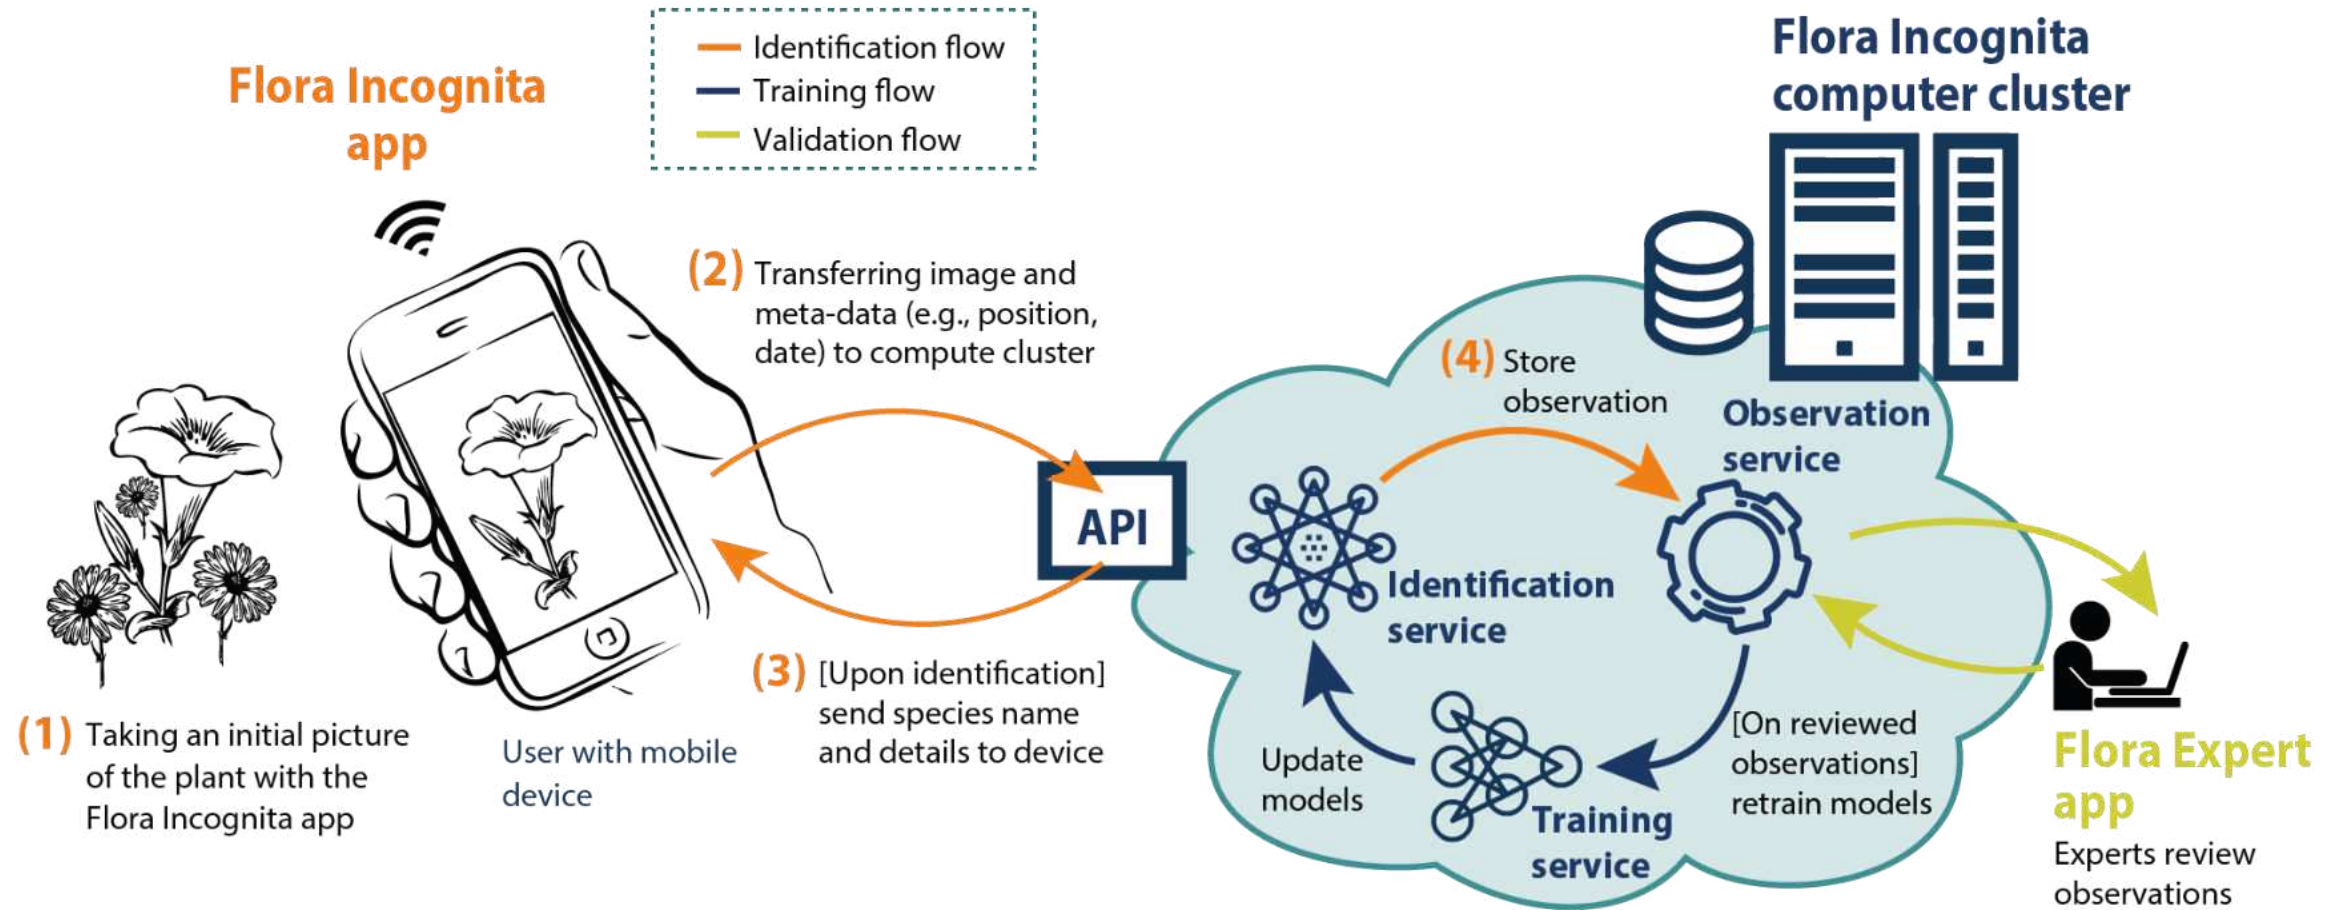 Flora Incognita
app
Identification flow
Training flow
Validation flow
Flora Incognita
computer cluster
(1) Taking an initial picture
of the plant with the
Flora Incognita app
User with mobile
device
(2) Transferring image and
meta-data (e.g., position,
date) to compute cluster
API
(3) [Upon identification]
send species name
and details to device
(4) Store
observation
Observation
service
Identification
service
Update
models
Training
service
[On reviewed
observations]
retrain models
Flora Expert
app
Experts review
observations